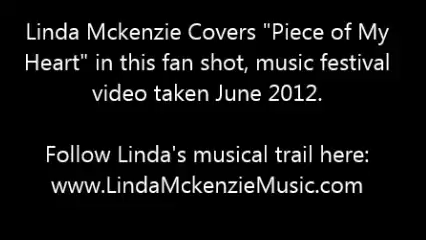 Linda Mckenzie Covers "Piece of My
Heart" in this fan shot, music festival
video taken June 2012.
Follow Linda's musical trail here:
www.LindaMckenzieMusic.com